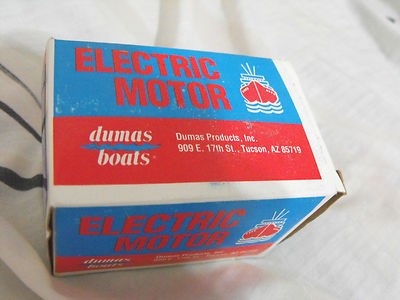 ELECTRIC
MOTOR
dumas
boats
Dumas Products, Inc.
909 E. 17th St., Tucson, AZ 85719
ELECTRIC
MOTOR
dumas
boats
Dumas Products, Inc.